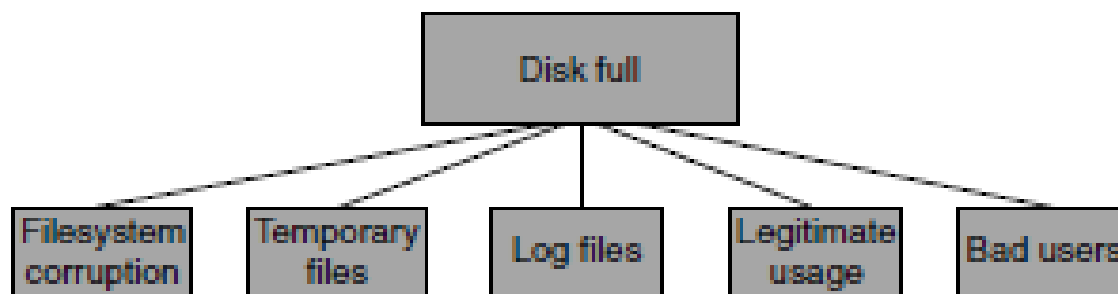 Disk full
Filesystem
corruption
Temporary
files
Log files
Legitimate
usage
Bad users